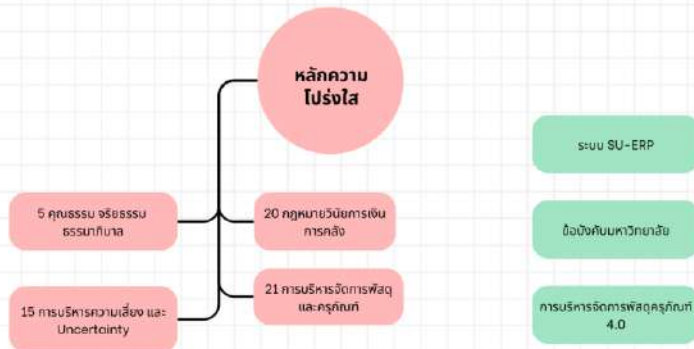 หลักความ
โปร่งใส
ระบบ SU-ERP
5 คุณธรรม จริยธรรม
ธรรมาภิบาล
20 กฎหมายวินัยการเงิน
การคลัง
ข้อบังคับมหาวิทยาลัย
15 การบริหารความเสี่ยง และ
Uncertainty
21 การบริหารจัดการพัสดุ
และครุภัณฑ์
การบริหารจัดการพัสดุครุภัณฑ์
4.0